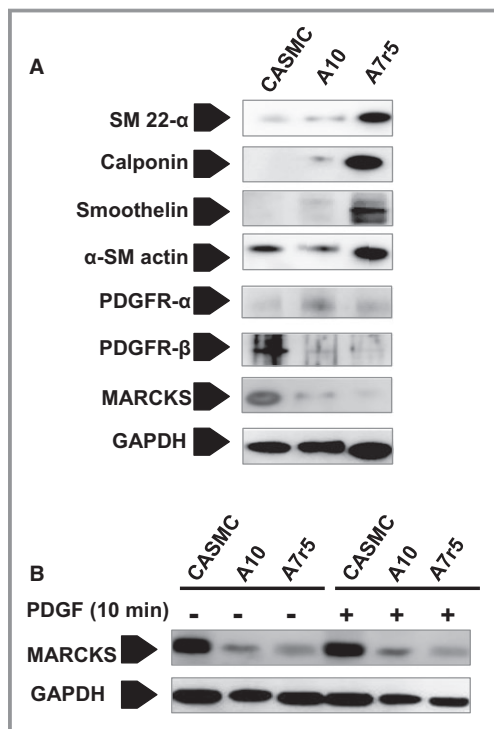 A
CASMC A10 A7r5
SM 22-α
Calponin
Smoothelin
α-SM actin
PDGFR-α
PDGFR-β
MARCKS
GAPDH
B
CASMC A10 A7r5 CASMC A10 A7r5
PDGF (10 min) - - - + + +
MARCKS
GAPDH